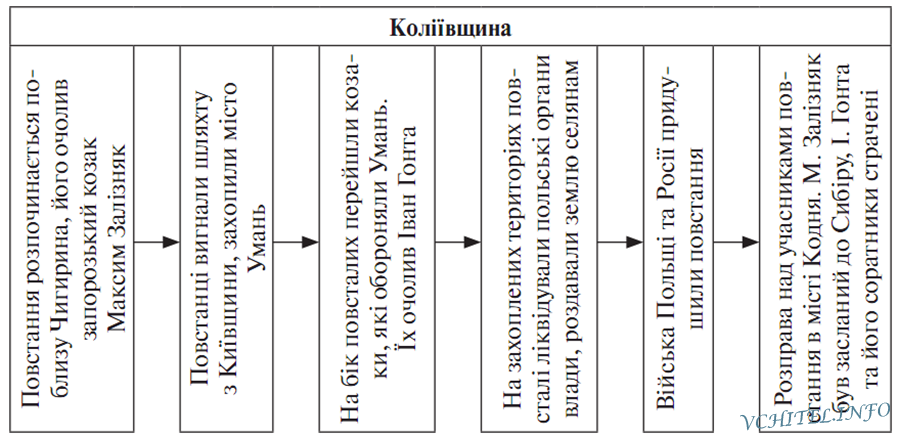 Коліївщина
Повстання розпочинається по-
близу Чигирина, його очолив
запорозький козак
Максим Залізняк
Повстанці вигнали шляхту
з Київщини, захопили місто
Умань
На бік повсталих перейшли коза-
ки, які обороняли Умань.
Їх очолив Іван Гонта
На захоплених територіях пов-
сталі ліквідували польські органи
влади, роздавали землю селянам
Війська Польщі та Росії приду-
шили повстання
Розправа над учасниками повс-
тання в місті Кодня. М. Залізняк
був засланий до Сибіру, І. Гонта
та його соратники страчені
VCHITEL.INFO